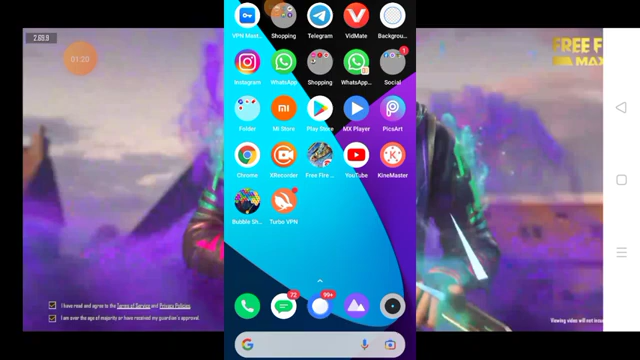 2.69.9
01:20
VPN Mast...
Shopping
Telegram
VidMate
Backgrou...
Instagram
WhatsApp
Shopping
WhatsApp...
1
Social
Folder
Mi Store
Play Store
MX Player
PicsArt
Chrome
XRecorder
Free Fire ...
YouTube
KineMaster
Bubble Sh...
Turbo VPN
72
99+
FREE F
MAX
I have read and agree to the Terms of Service and Privacy Policies.
I am over the age of majority or have received my guardian's approval.
Viewing video will not incu